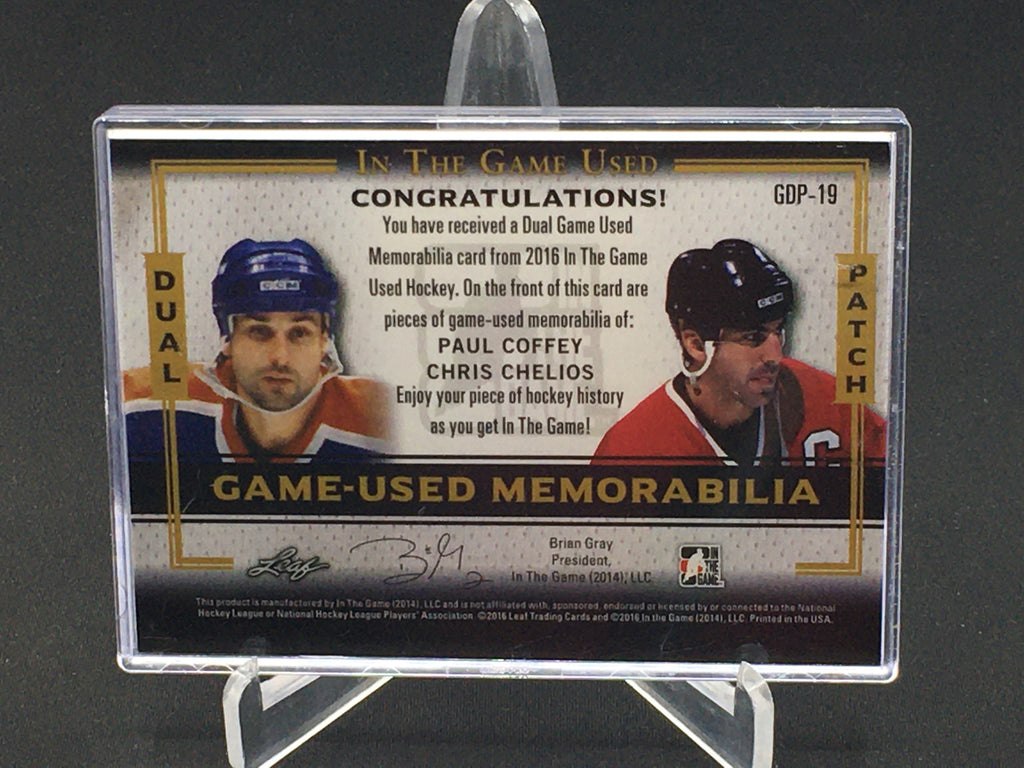 IN THE GAME USED
CONGRATULATIONS!
GDP-19
You have received a Dual Game Used
Memorabilia card from 2016 In The Game
Used Hockey. On the front of this card are
pieces of game-used memorabilia of:
PAUL COFFEY
CHRIS CHELIOS
Enjoy your piece of hockey history
as you get In The Game!
DUAL
PATCH
CCM
CCM
C
GAME-USED MEMORABILIA
Leaf
Brian Gray
President,
In The Game (2014), LLC
IN
THE
GAME
This product is manufactured by In The Game (2014), LLC and is not affiliated with, sponsored, endorsed or licensed by or connected to the National
Hockey League or National Hockey League Players' Association. ©2016 Leaf Trading Cards and ©2016 In the Game (2014), LLC. Printed in the USA.